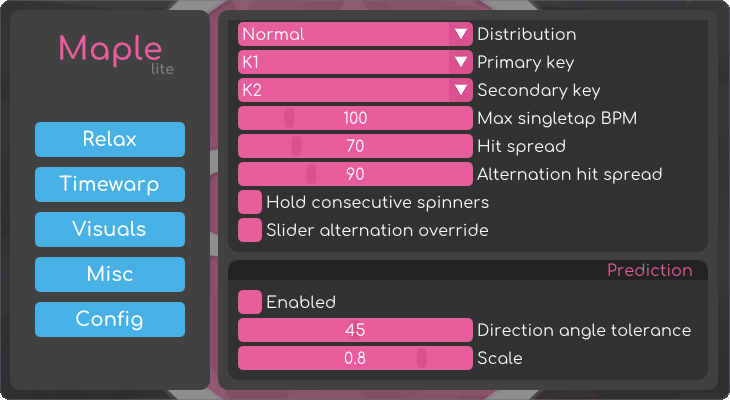 Maple
lite
Relax
Timewarp
Visuals
Misc
Config
Normal Distribution
K1 Primary key
K2 Secondary key
100 Max singletap BPM
70 Hit spread
90 Alternation hit spread
Hold consecutive spinners
Slider alternation override
Prediction
Enabled
45 Direction angle tolerance
0.8 Scale